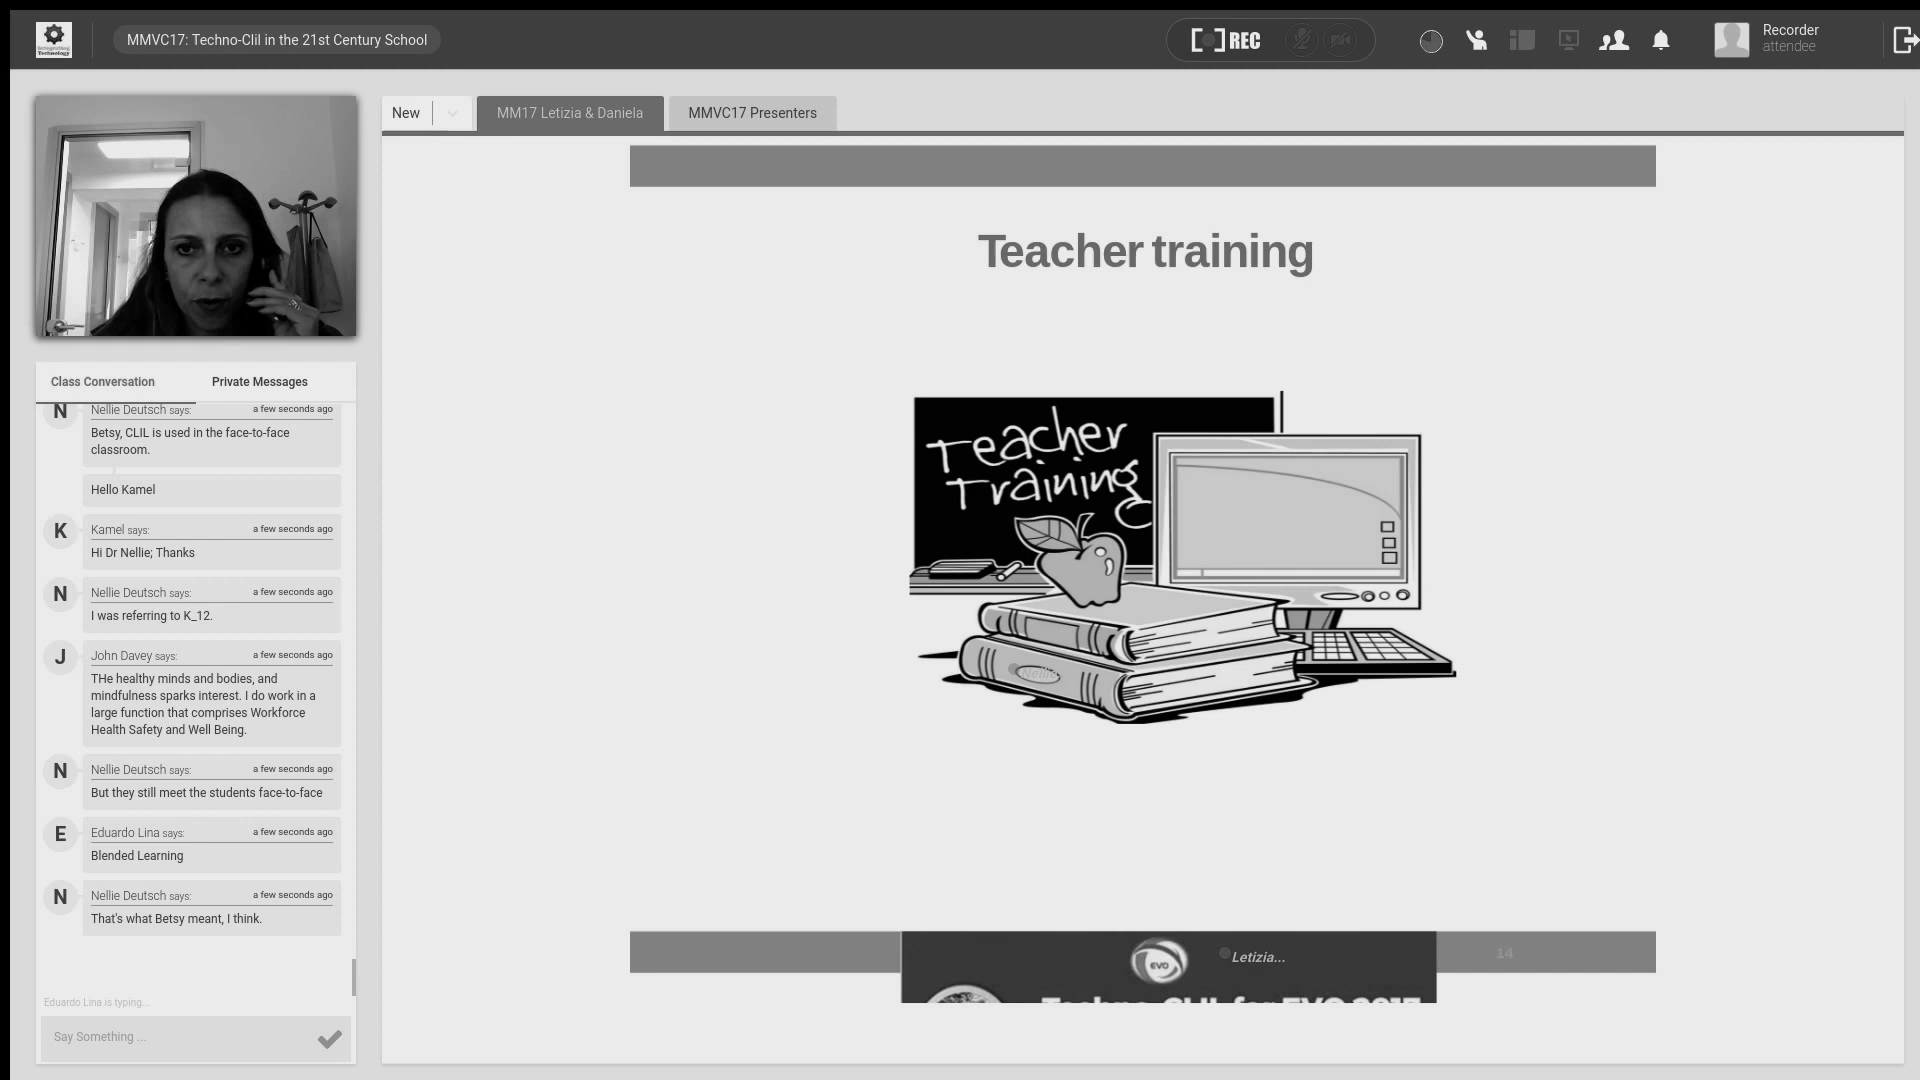 MMVC17: Techno-Clil in the 21st Century School
REC
Recorder
attendee
Technology
New
MM17 Letizia & Daniela
MMVC17 Presenters
Class Conversation
Private Messages
N
Nellie Deutsch says:
a few seconds ago
Betsy, CLIL is used in the face-to-face
classroom.
Hello Kamel
K
Kamel says:
a few seconds ago
Hi Dr Nellie; Thanks
N
Nellie Deutsch says:
a few seconds ago
I was referring to K_12.
J
John Davey says:
a few seconds ago
THe healthy minds and bodies, and
mindfulness sparks interest. I do work in a
large function that comprises Workforce
Health Safety and Well Being.
N
Nellie Deutsch says:
a few seconds ago
But they still meet the students face-to-face
E
Eduardo Lina says:
a few seconds ago
Blended Learning
N
Nellie Deutsch says:
a few seconds ago
That's what Betsy meant, I think.
Eduardo Lina is typing...
Say Something ...
Teacher training
Teacher
Training
Nellie
EVO
Letizia...
14
Techno-CLIL for EVO 2017